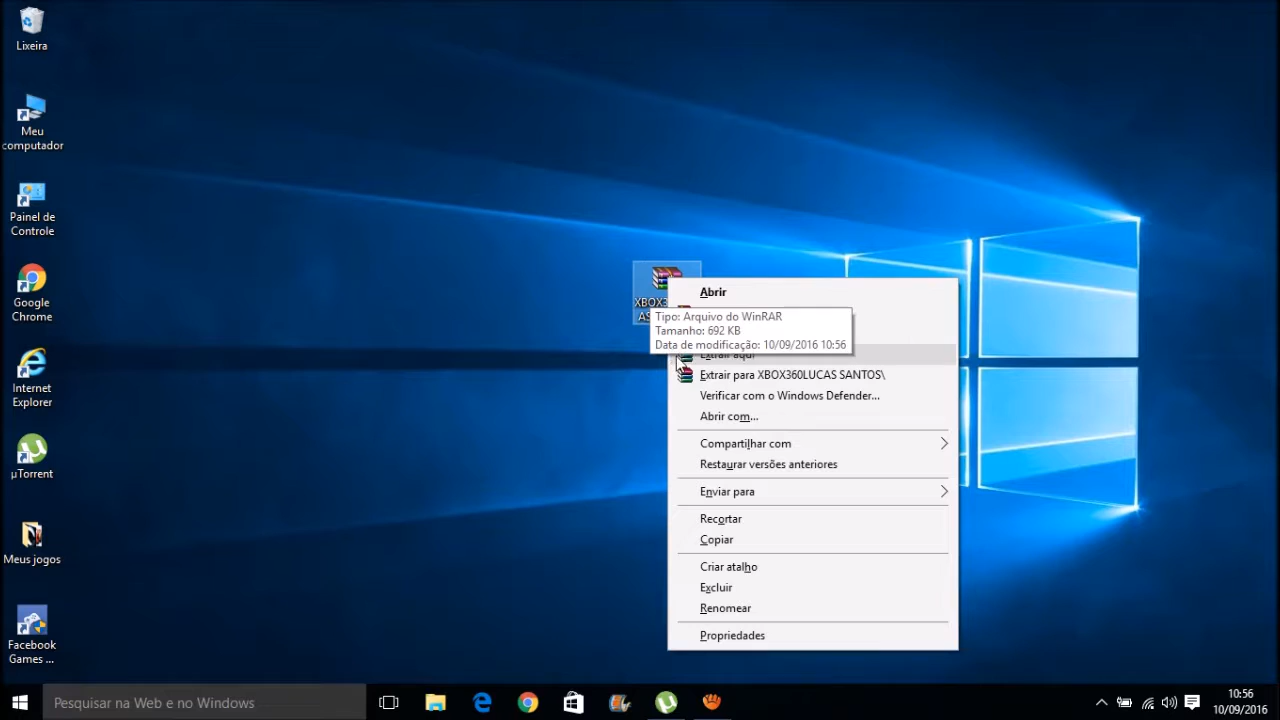 Lixeira
Meu
computador
Painel de
Controle
Google
Chrome
Internet
Explorer
µTorrent
Meus jogos
Facebook
Games ...
Abrir
Tipo: Arquivo do WinRAR
Tamanho: 692 KB
Data de modificação: 10/09/2016 10:56
Extrair aqui
Extrair para XBOX360LUCAS SANTOS\
Verificar com o Windows Defender...
Abrir com...
Compartilhar com
Restaurar versões anteriores
Enviar para
Recortar
Copiar
Criar atalho
Excluir
Renomear
Propriedades
Pesquisar na Web e no Windows
10:56
10/09/2016